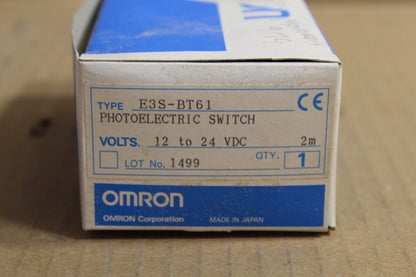 TYPE E3S-BT61 CE
PHOTOELECTRIC SWITCH
VOLTS. 12 to 24 VDC 2m
LOT No. 1499 QTY. 1
OMRON
OMRON Corporation MADE IN JAPAN